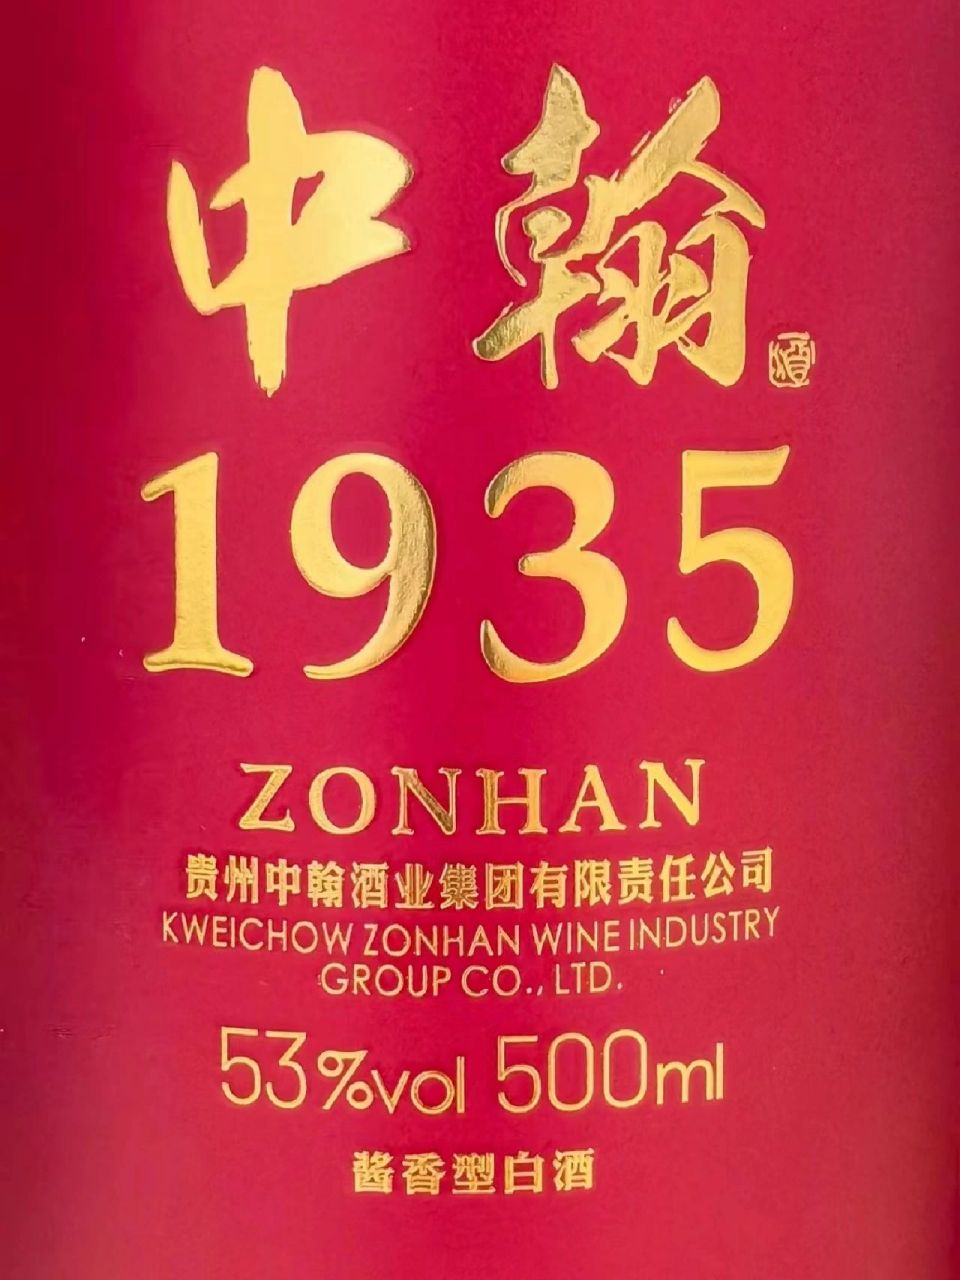 中翰
1935
ZONHAN
贵州中翰酒业集团有限责任公司
KWEICHOW ZONHAN WINE INDUSTRY
GROUP CO., LTD.
53%vol 500ml
酱香型白酒